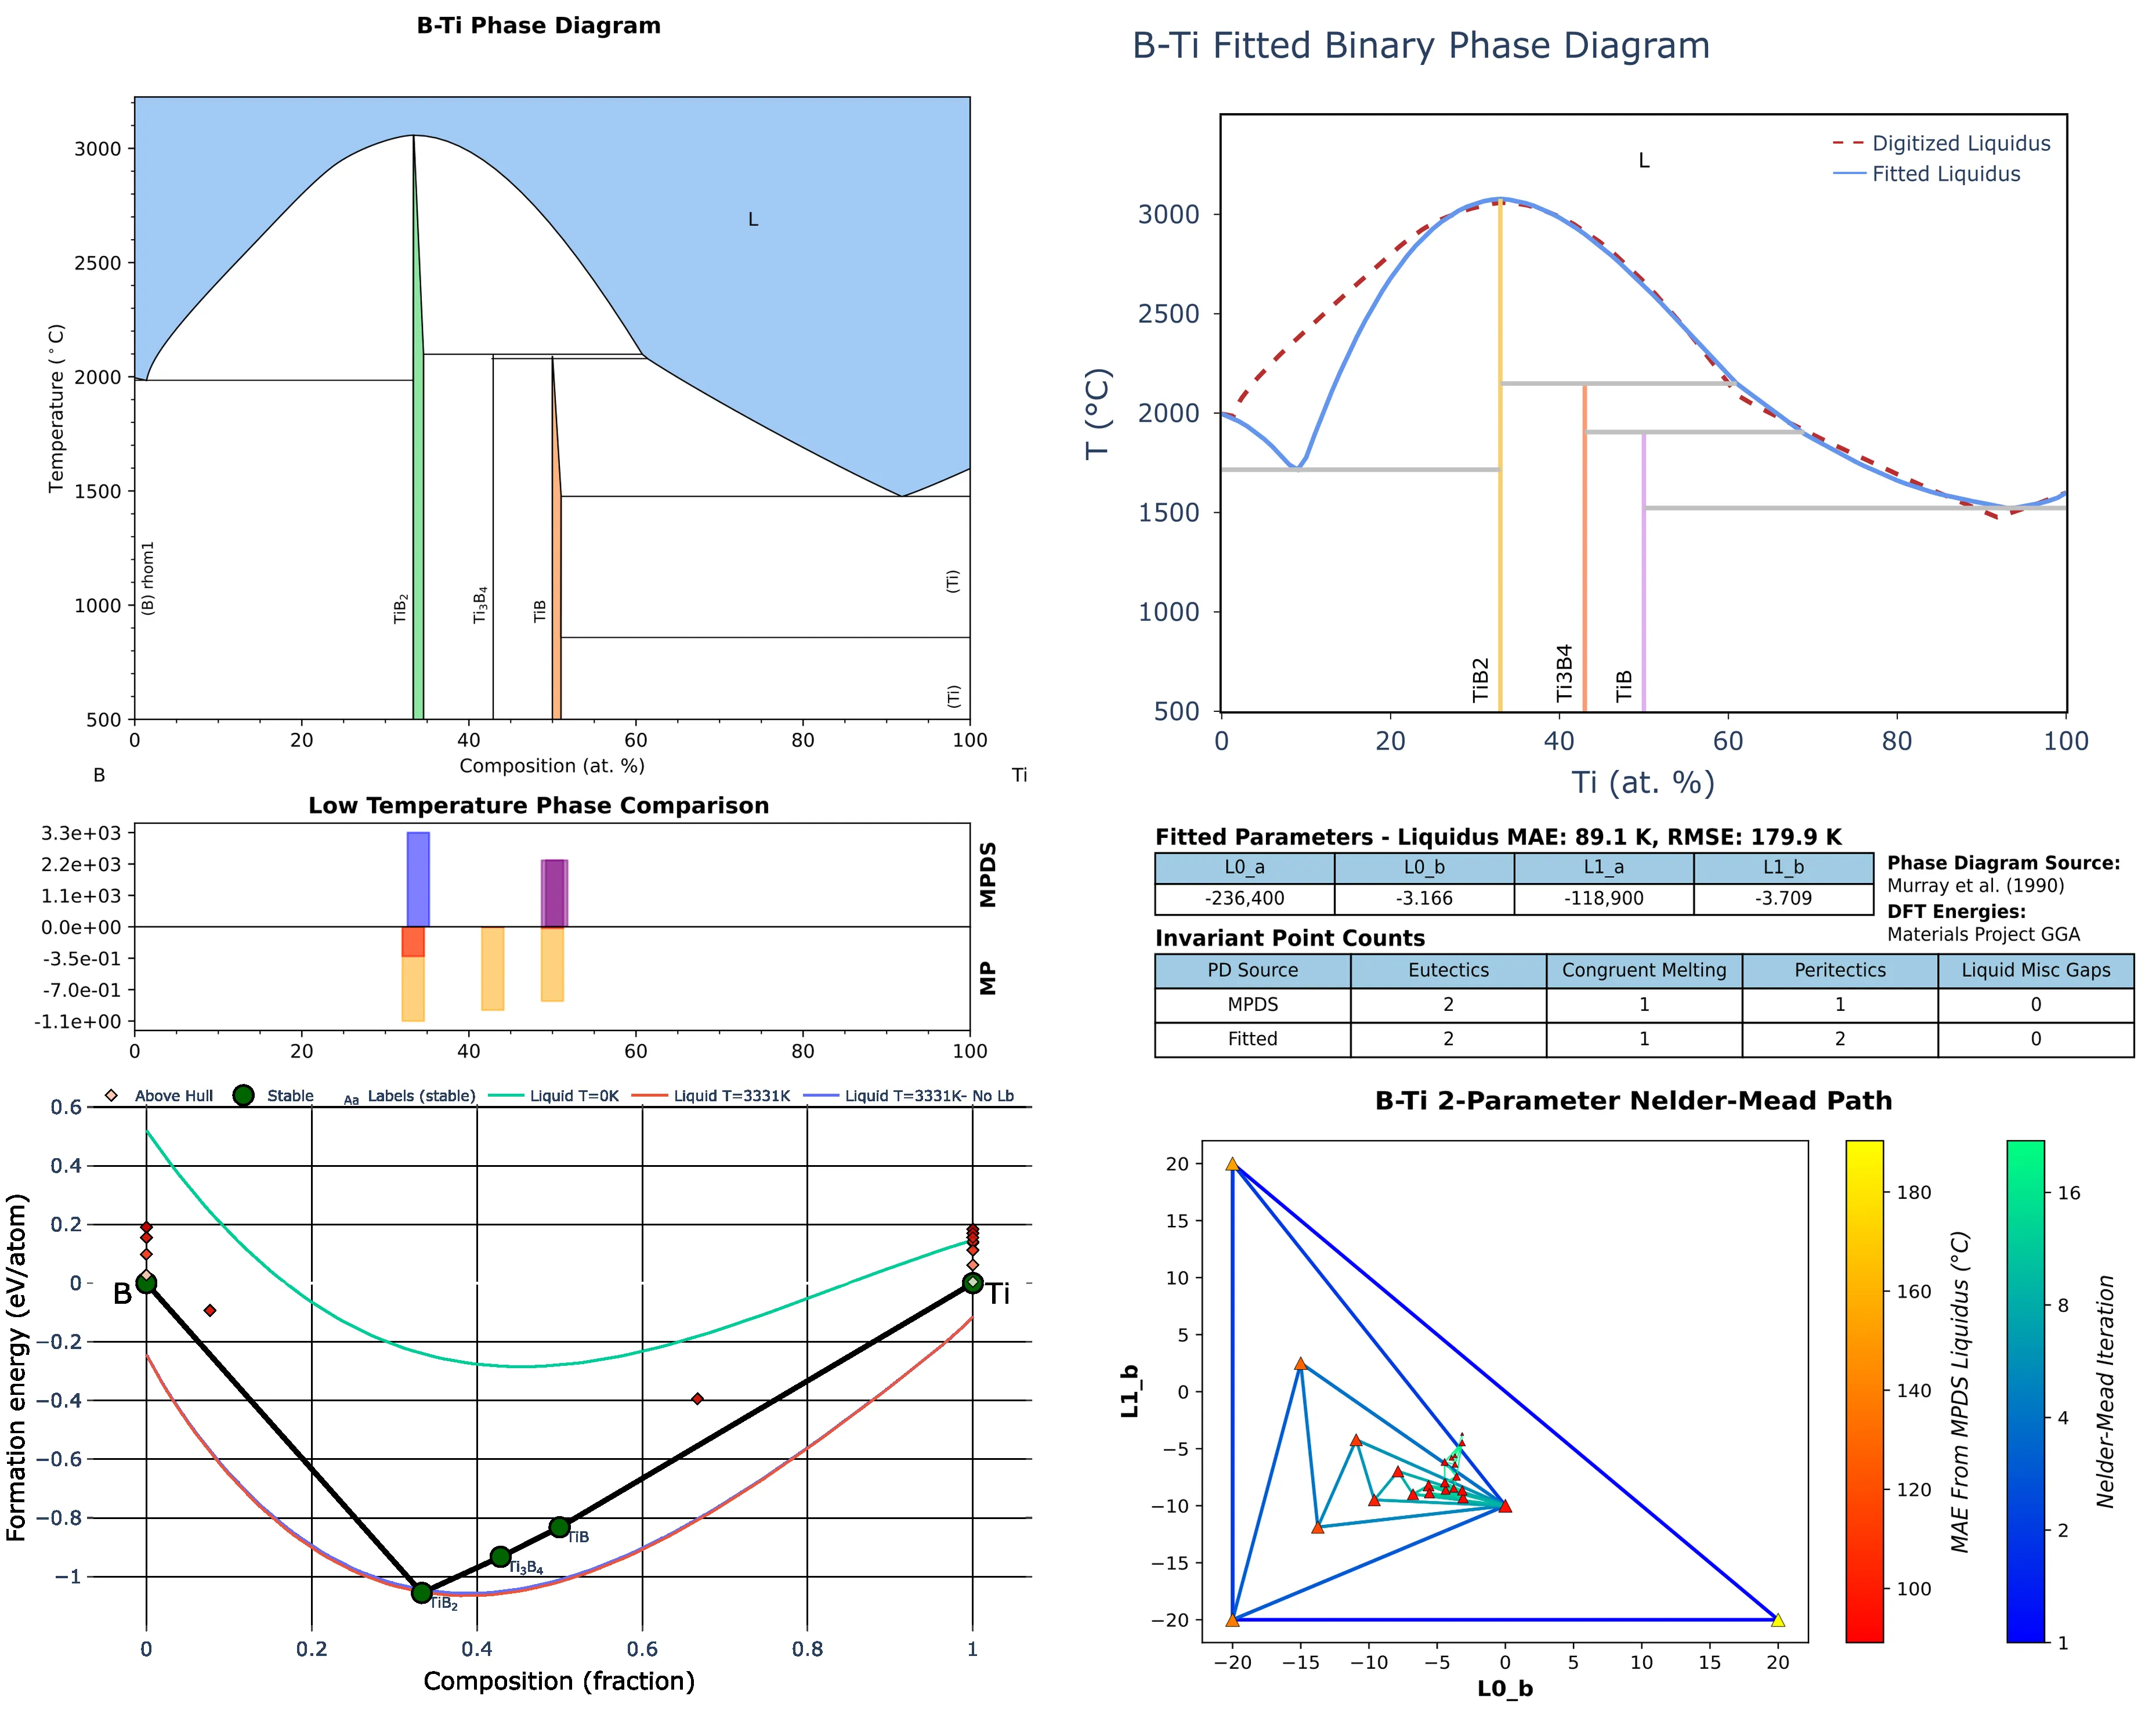 B-Ti Phase Diagram
3000
2500
2000
1500
1000
500
Temperature (°C)
L
(B) rhom1
TiB2
Ti3B4
TiB
(Ti)
(Ti)
0 20 40 60 80 100
Composition (at. %)
B Ti
B-Ti Fitted Binary Phase Diagram
Digitized Liquidus
Fitted Liquidus
L
3000
2500
2000
1500
1000
500
T (°C)
TiB2
Ti3B4
TiB
0 20 40 60 80 100
Ti (at. %)
Low Temperature Phase Comparison
3.3e+03
2.2e+03
1.1e+03
0.0e+00
-3.5e-01
-7.0e-01
-1.1e+00
MPDS
MP
0 20 40 60 80 100
Fitted Parameters - Liquidus MAE: 89.1 K, RMSE: 179.9 K
L0_a L0_b L1_a L1_b
-236,400 -3.166 -118,900 -3.709
Phase Diagram Source:
Murray et al. (1990)
DFT Energies:
Materials Project GGA
Invariant Point Counts
PD Source Eutectics Congruent Melting Peritectics Liquid Misc Gaps
MPDS 2 1 1 0
Fitted 2 1 2 0
Above Hull Stable Aa Labels (stable) Liquid T=0K Liquid T=3331K Liquid T=3331K- No Lb
0.6
0.4
0.2
0
−0.2
−0.4
−0.6
−0.8
−1
Formation energy (eV/atom)
B
Ti
TiB
Ti3B4
TiB2
0 0.2 0.4 0.6 0.8 1
Composition (fraction)
B-Ti 2-Parameter Nelder-Mead Path
20
15
10
5
0
−5
−10
−15
−20
L1_b
−20 −15 −10 −5 0 5 10 15 20
L0_b
180
160
140
120
100
MAE From MPDS Liquidus (°C)
16
8
4
2
1
Nelder-Mead Iteration